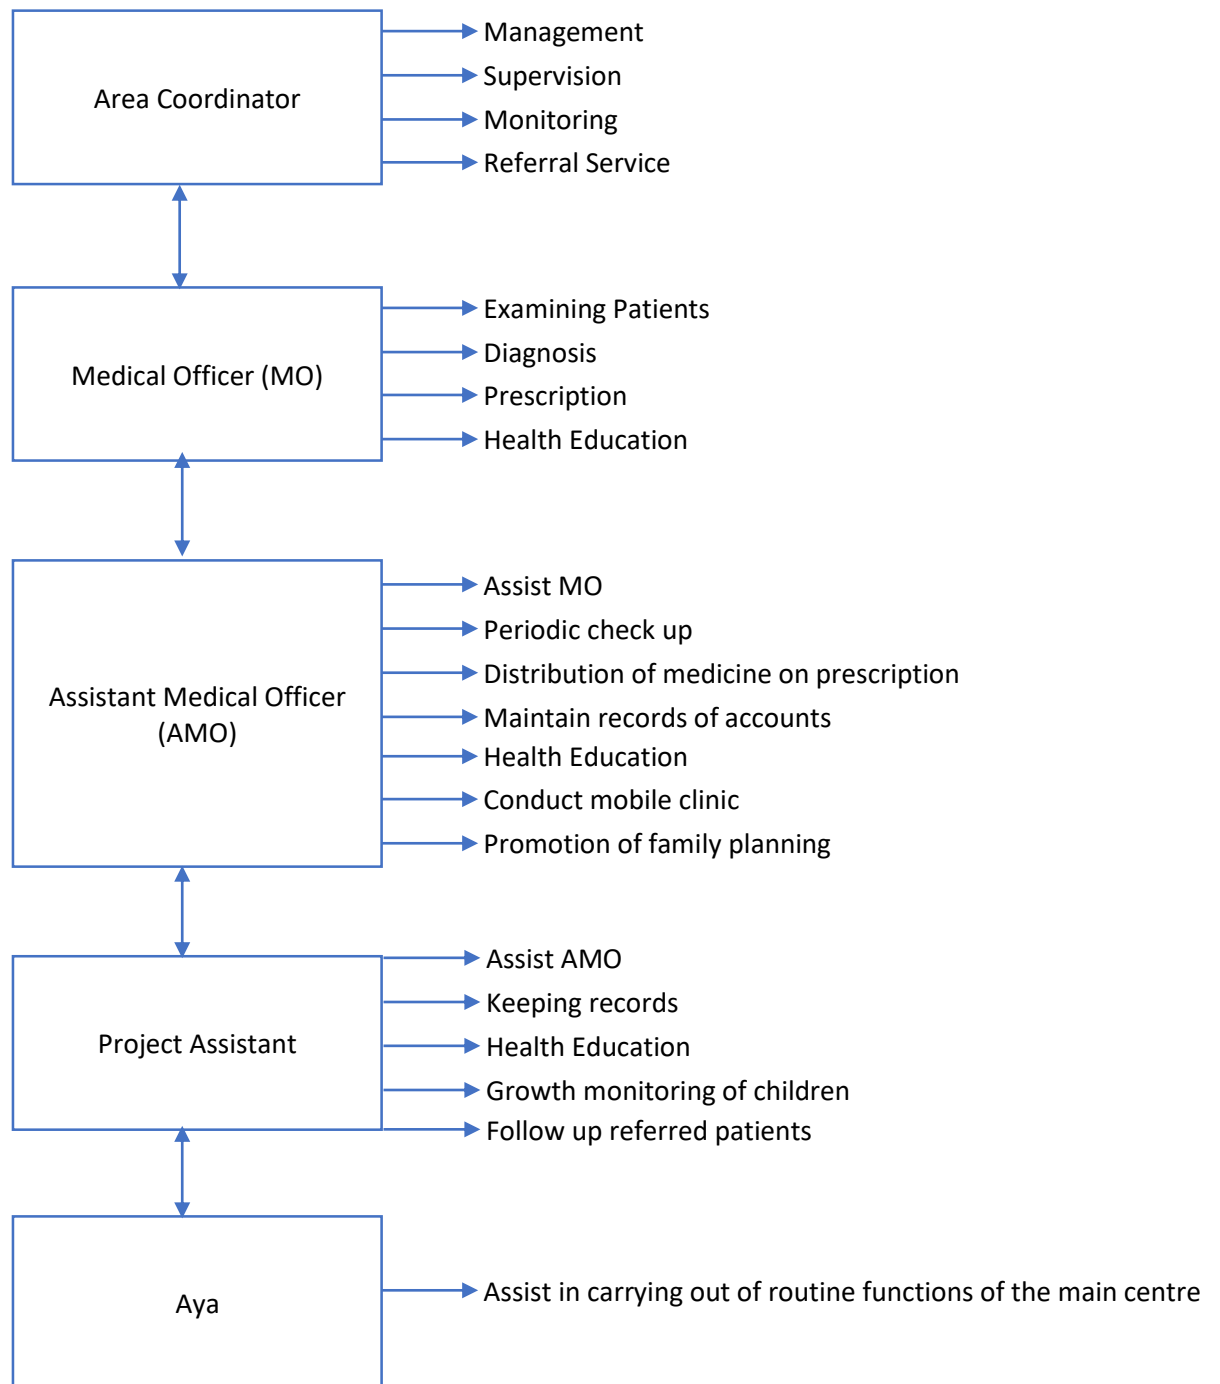 Area Coordinator
Management
Supervision
Monitoring
Referral Service
Medical Officer (MO)
Examining Patients
Diagnosis
Prescription
Health Education
Assistant Medical Officer
(AMO)
Assist MO
Periodic check up
Distribution of medicine on prescription
Maintain records of accounts
Health Education
Conduct mobile clinic
Promotion of family planning
Project Assistant
Assist AMO
Keeping records
Health Education
Growth monitoring of children
Follow up referred patients
Aya
Assist in carrying out of routine functions of the main centre